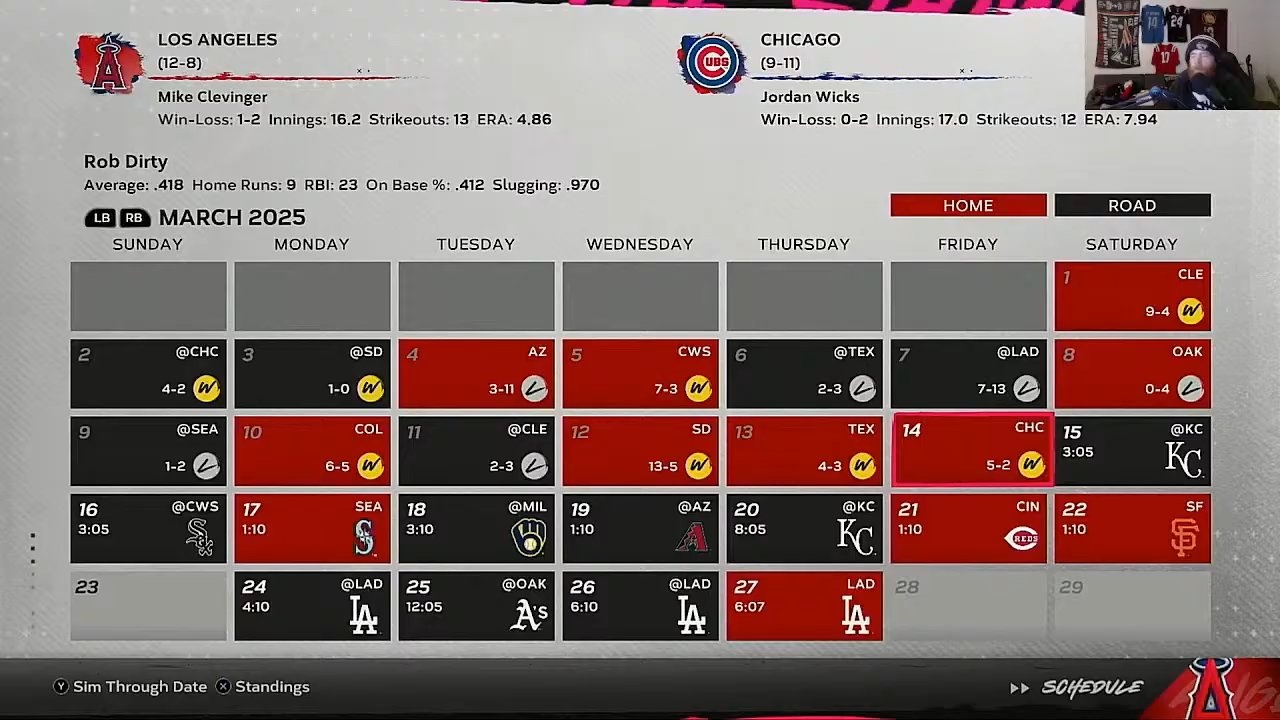 LOS ANGELES
(12-8)
Mike Clevinger
Win-Loss: 1-2 Innings: 16.2 Strikeouts: 13 ERA: 4.86
CUBS
CHICAGO
(9-11)
Jordan Wicks
Win-Loss: 0-2 Innings: 17.0 Strikeouts: 12 ERA: 7.94
Rob Dirty
Average: .418 Home Runs: 9 RBI: 23 On Base %: .412 Slugging: .970
LB RB MARCH 2025
HOME ROAD
SUNDAY MONDAY TUESDAY WEDNESDAY THURSDAY FRIDAY SATURDAY
1 CLE
9-4 W
2 @CHC 3 @SD 4 AZ 5 CWS 6 @TEX 7 @LAD 8 OAK
4-2 W 1-0 W 3-11 L 7-3 W 2-3 L 7-13 L 0-4 L
9 @SEA 10 COL 11 @CLE 12 SD 13 TEX 14 CHC 15 @KC
1-2 L 6-5 W 2-3 L 13-5 W 4-3 W 5-2 W 3:05 KC
16 @CWS 17 SEA 18 @MIL 19 @AZ 20 @KC 21 CIN 22 SF
3:05 Sox 1:10 S 3:10 1:10 A 8:05 KC 1:10 REDS 1:10 SF
23 24 @LAD 25 @OAK 26 @LAD 27 LAD 28 29
4:10 LA 12:05 A's 6:10 LA 6:07 LA
Y Sim Through Date X Standings
SCHEDULE
A